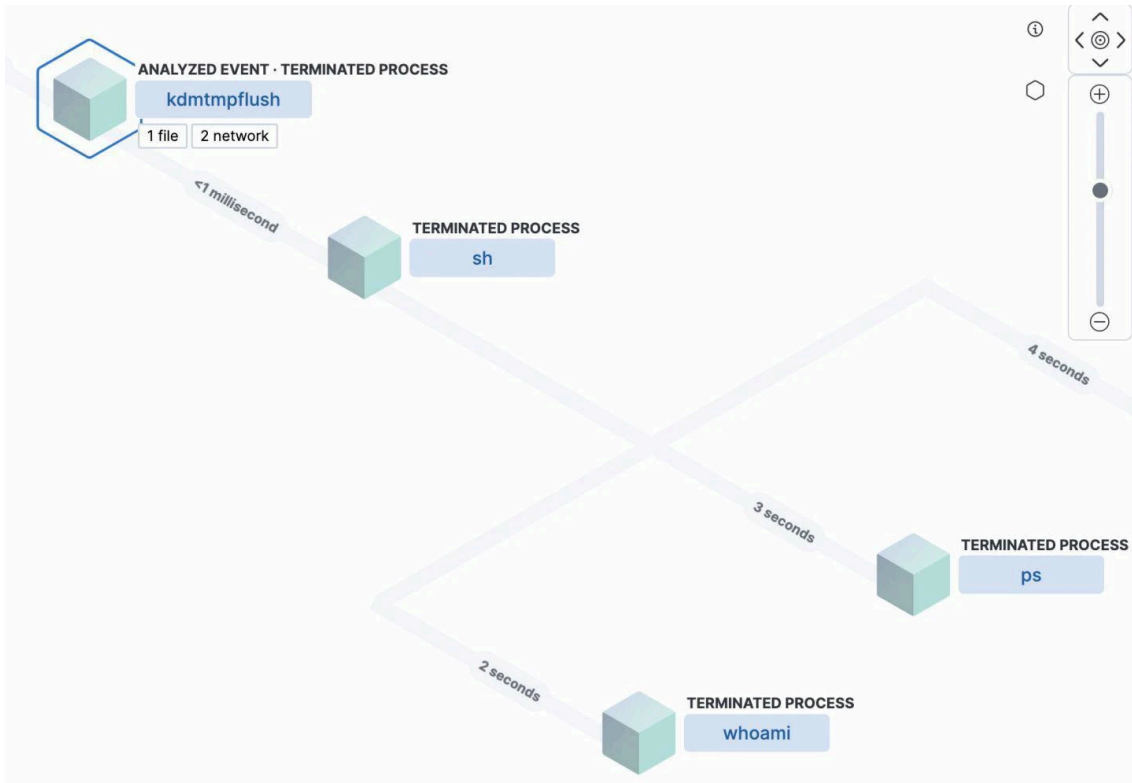 ANALYZED EVENT · TERMINATED PROCESS
kdmtmpflush
1 file 2 network
<1 millisecond
TERMINATED PROCESS
sh
4 seconds
3 seconds
TERMINATED PROCESS
ps
2 seconds
TERMINATED PROCESS
whoami